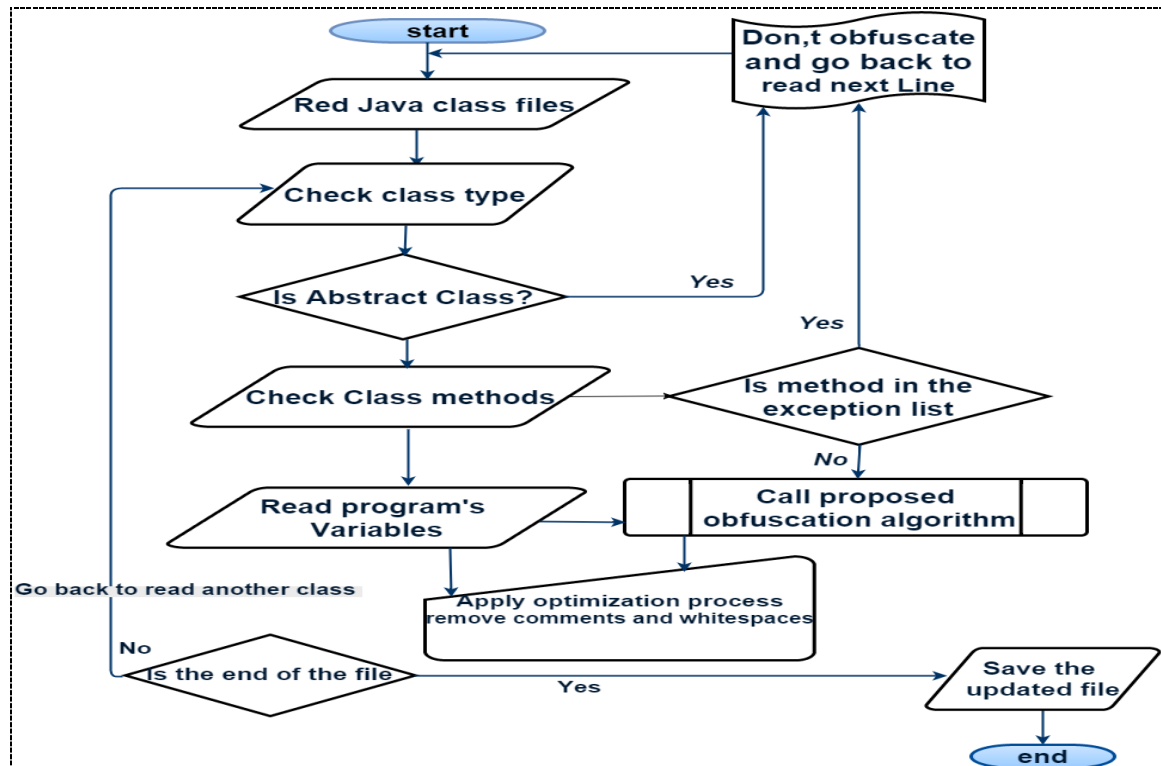 start
Don,t obfuscate
and go back to
read next Line
Red Java class files
Check class type
Is Abstract Class?
Yes
Yes
Check Class methods
Is method in the
exception list
No
Read program's
Variables
Call proposed
obfuscation algorithm
Go back to read another class
Apply optimization process
remove comments and whitespaces
No
Is the end of the file
Yes
Save the
updated file
end